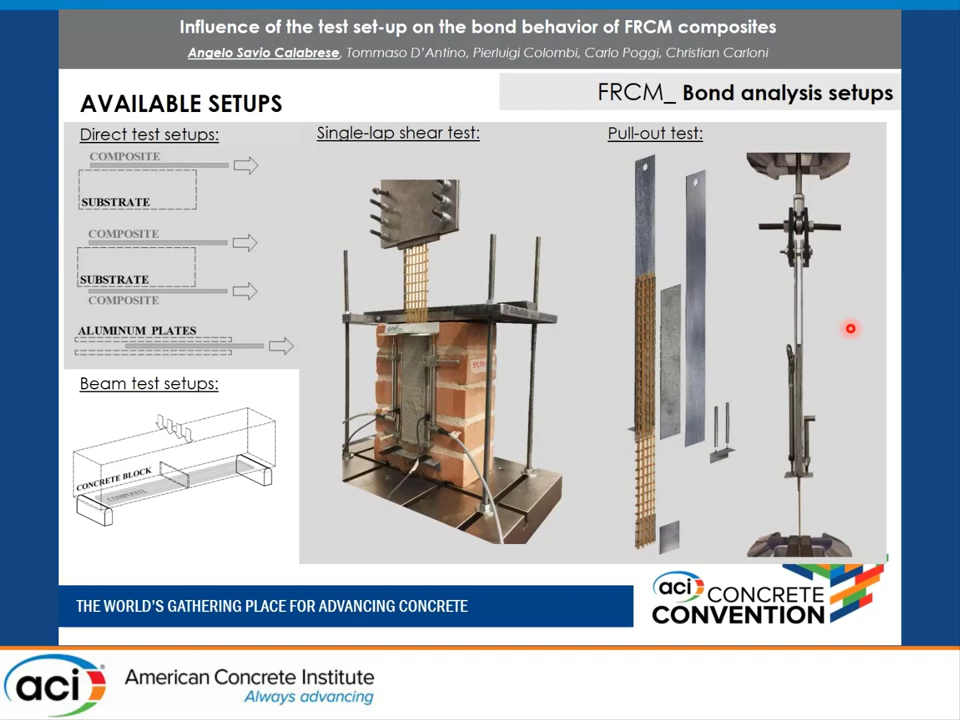 Influence of the test set-up on the bond behavior of FRCM composites
Angelo Savio Calabrese, Tommaso D'Antino, Pierluigi Colombi, Carlo Poggi, Christian Carloni
FRCM_ Bond analysis setups
AVAILABLE SETUPS
Direct test setups:
COMPOSITE
SUBSTRATE
COMPOSITE
SUBSTRATE
COMPOSITE
ALUMINUM PLATES
Beam test setups:
CONCRETE BLOCK
COMPOSITE
Single-lap shear test:
Pull-out test:
THE WORLD'S GATHERING PLACE FOR ADVANCING CONCRETE
aci CONCRETE
CONVENTION
aci
American Concrete Institute
Always advancing